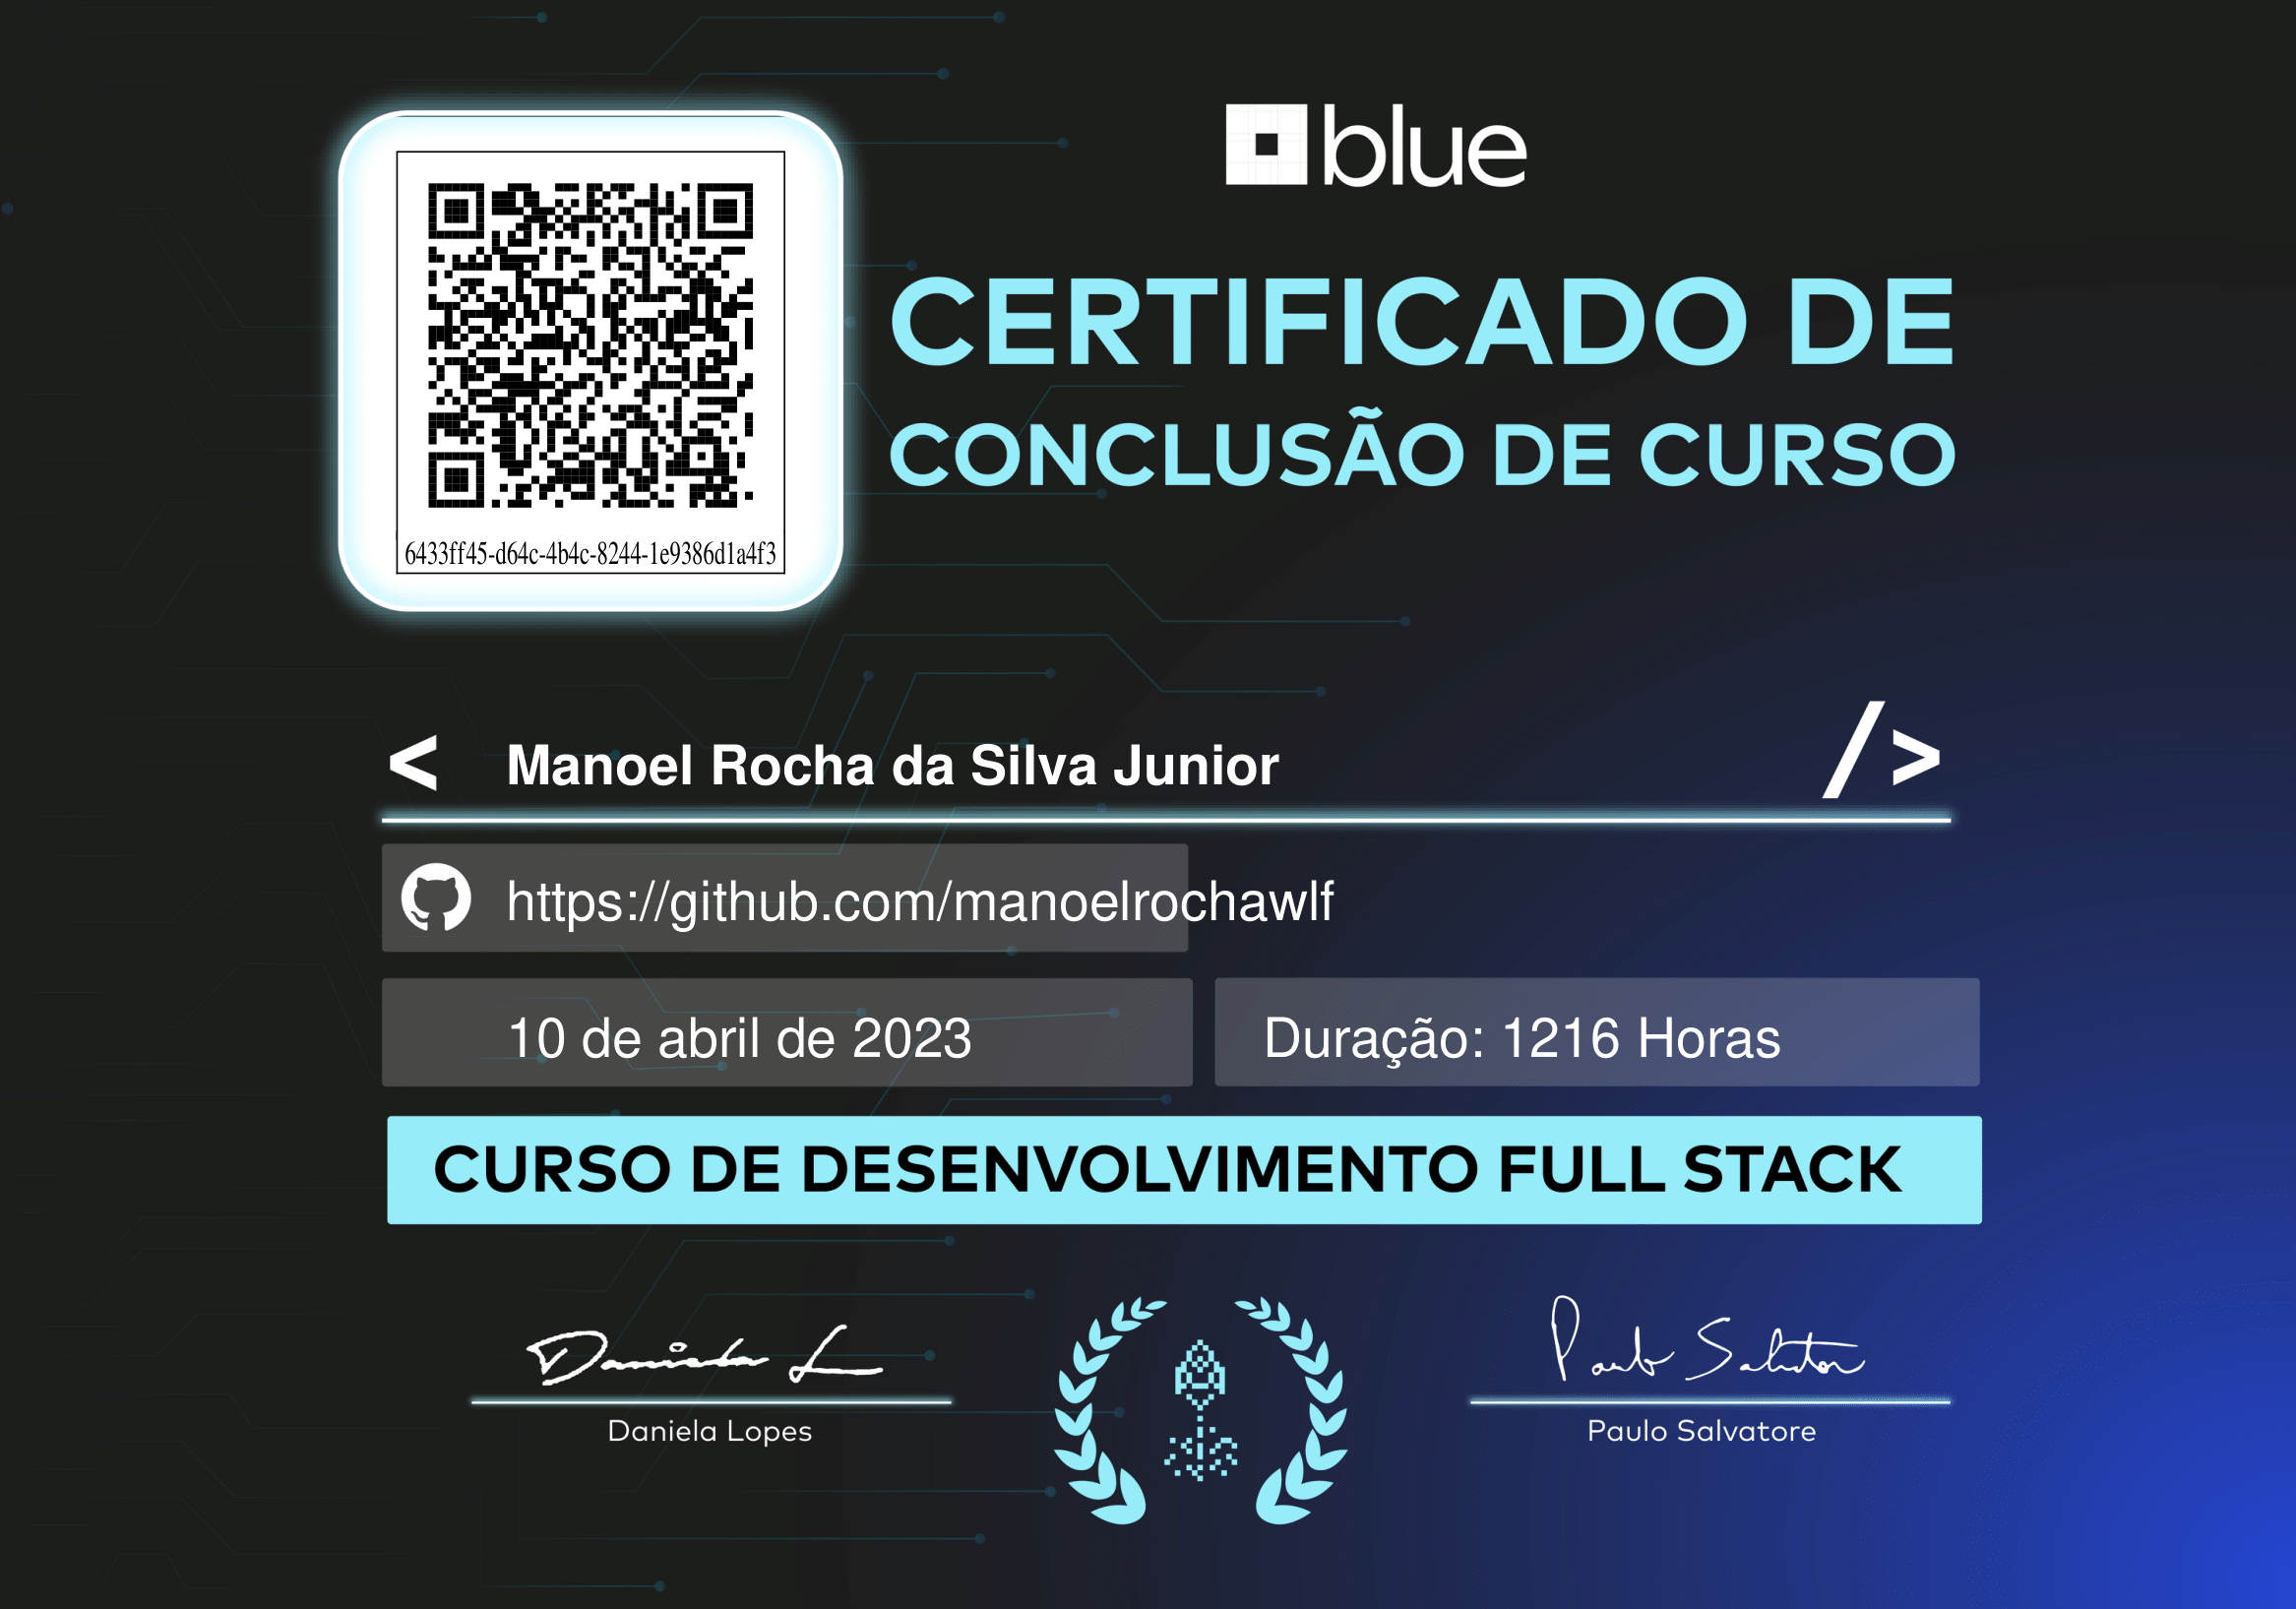 blue
CERTIFICADO DE
CONCLUSÃO DE CURSO
6433ff45-d64c-4b4c-8244-1e9386d1a4f3
< Manoel Rocha da Silva Junior />
https://github.com/manoelrochawlf
10 de abril de 2023
Duração: 1216 Horas
CURSO DE DESENVOLVIMENTO FULL STACK
Daniela L
Daniela Lopes
Paulo Salvatore
Paulo Salvatore